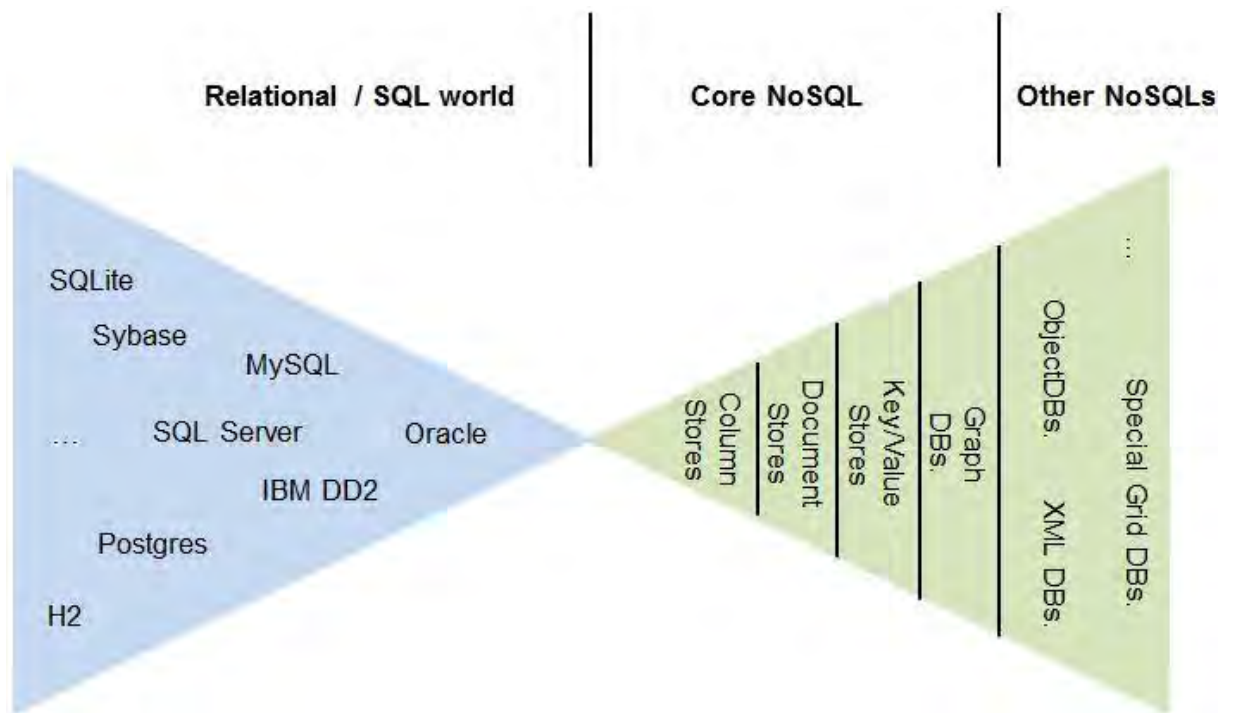 Relational / SQL world
Core NoSQL
Other NoSQLs
SQLite
Sybase
MySQL
...
SQL Server
Oracle
IBM DD2
Postgres
H2
Column
Stores
Document
Stores
Key/Value
Stores
Graph
DBs.
ObjectDBs.
XML DBs.
...
Special Grid DBs.